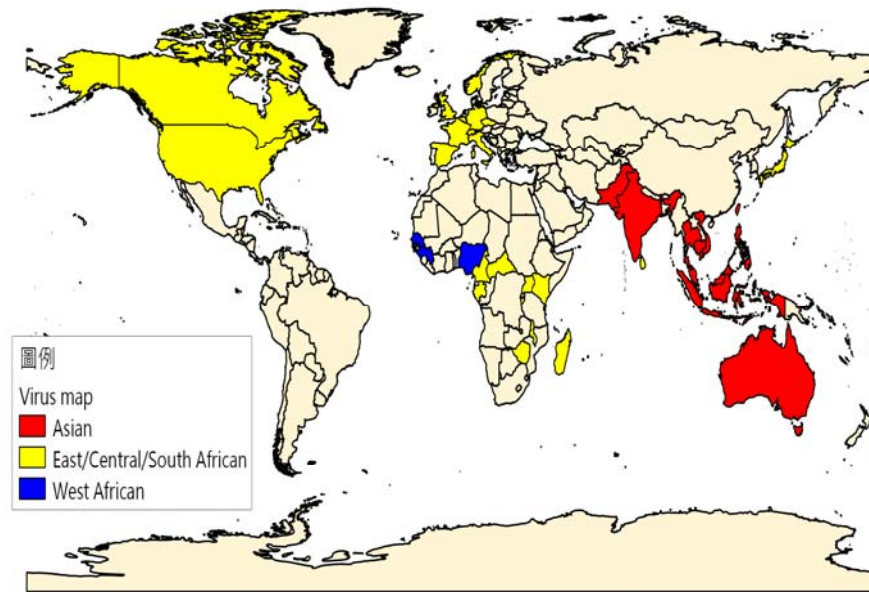 圖例
Virus map
Asian
East/Central/South African
West African